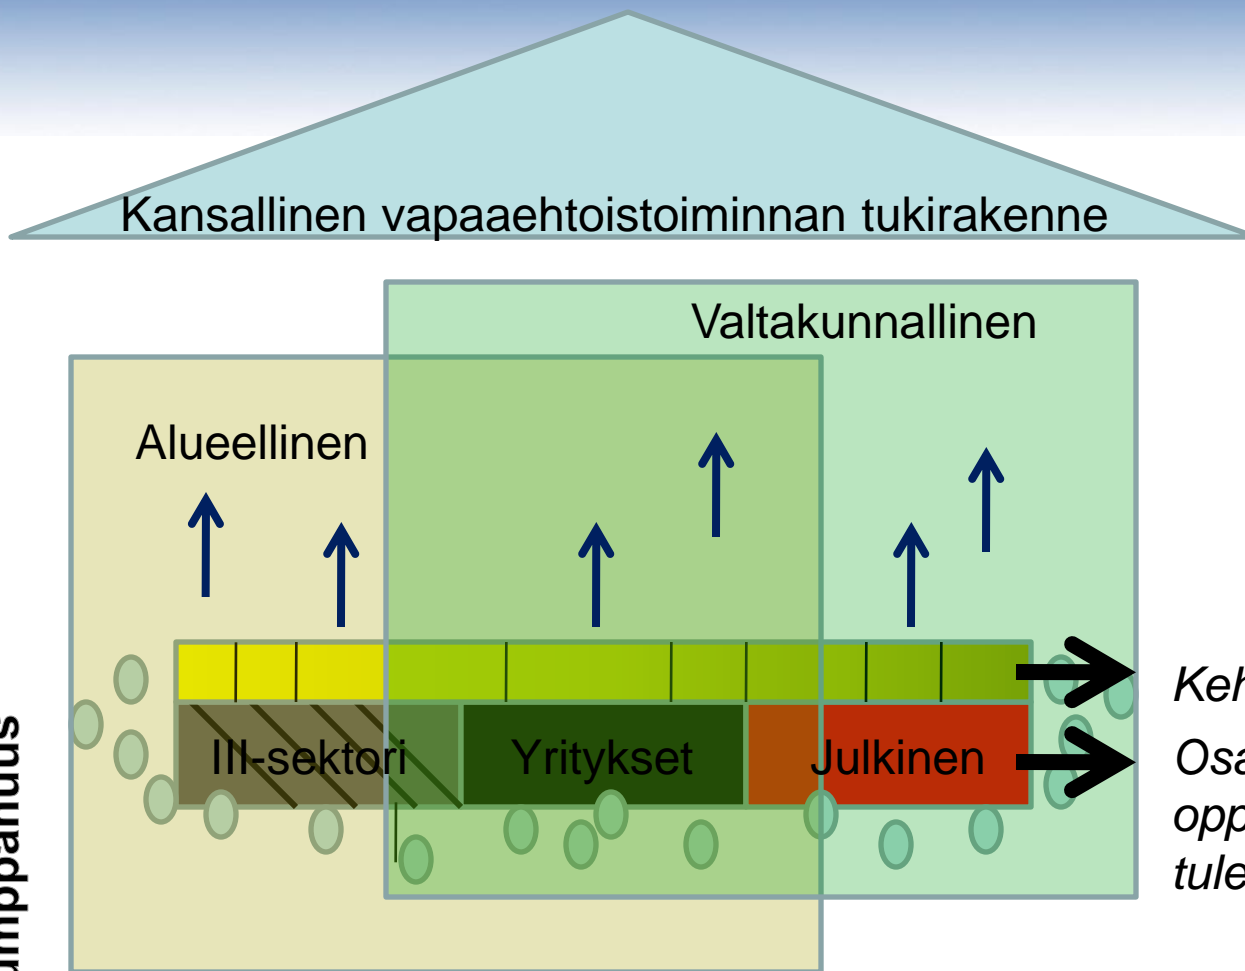 Kansallinen vapaaehtoistoiminnan tukirakenne
Valtakunnallinen
Alueellinen
III-sektori
Yritykset
Julkinen